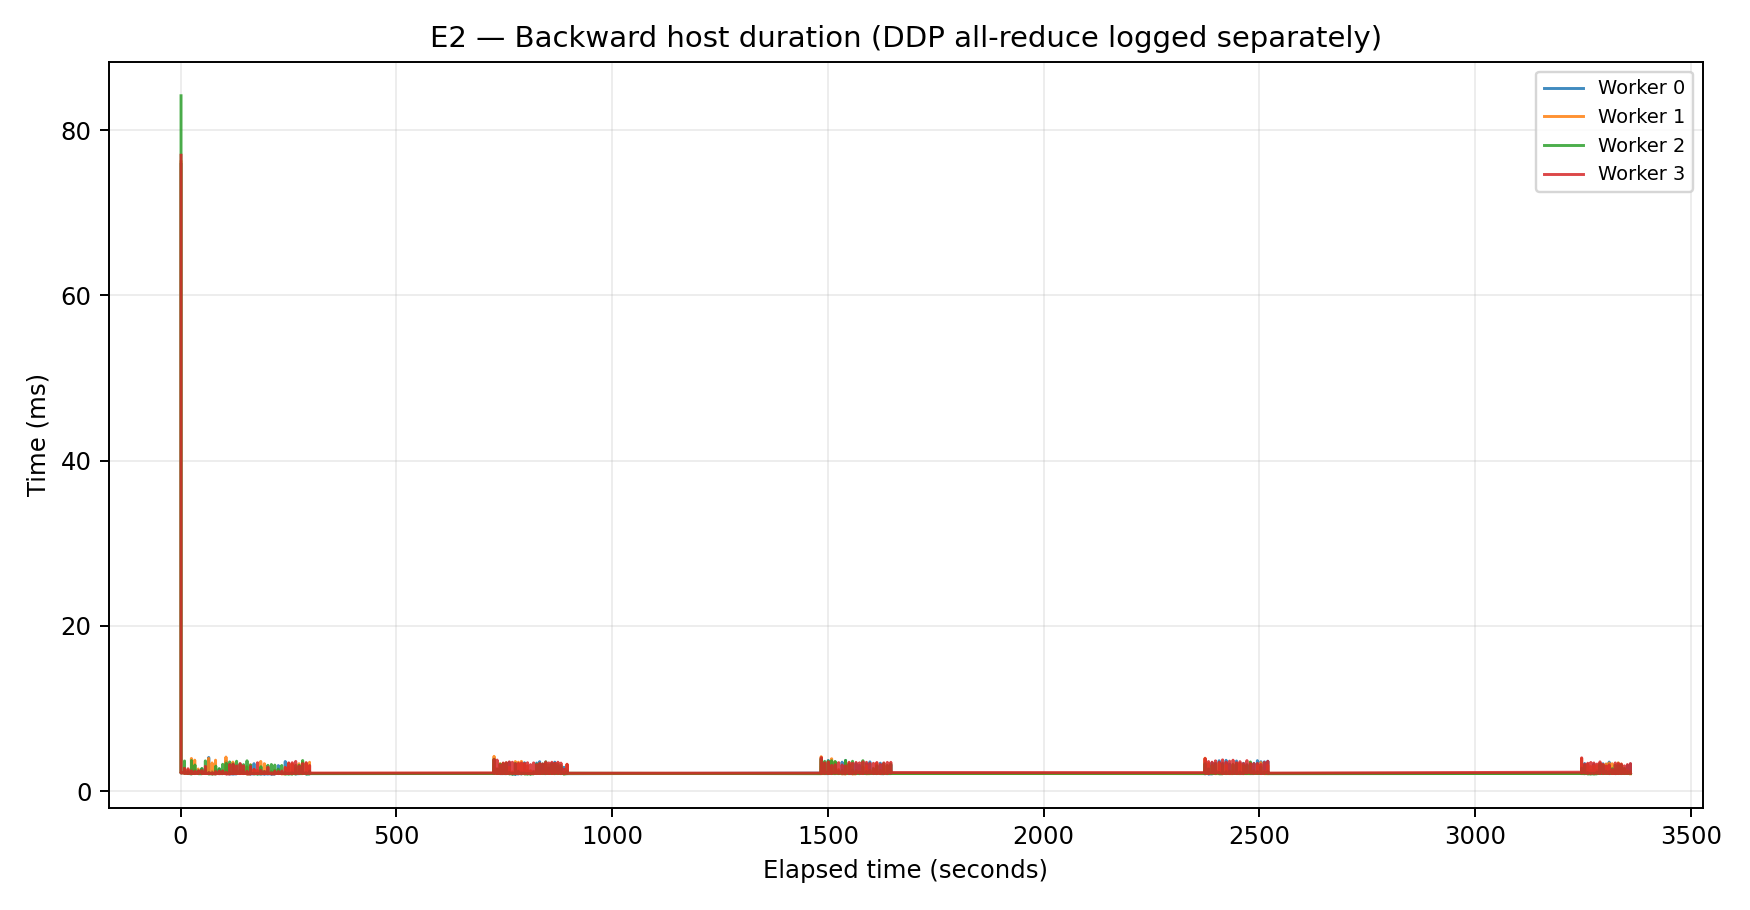 E2 — Backward host duration (DDP all-reduce logged separately)
Worker 0
Worker 1
Worker 2
Worker 3
Time (ms)
80
60
40
20
0
0 500 1000 1500 2000 2500 3000 3500
Elapsed time (seconds)